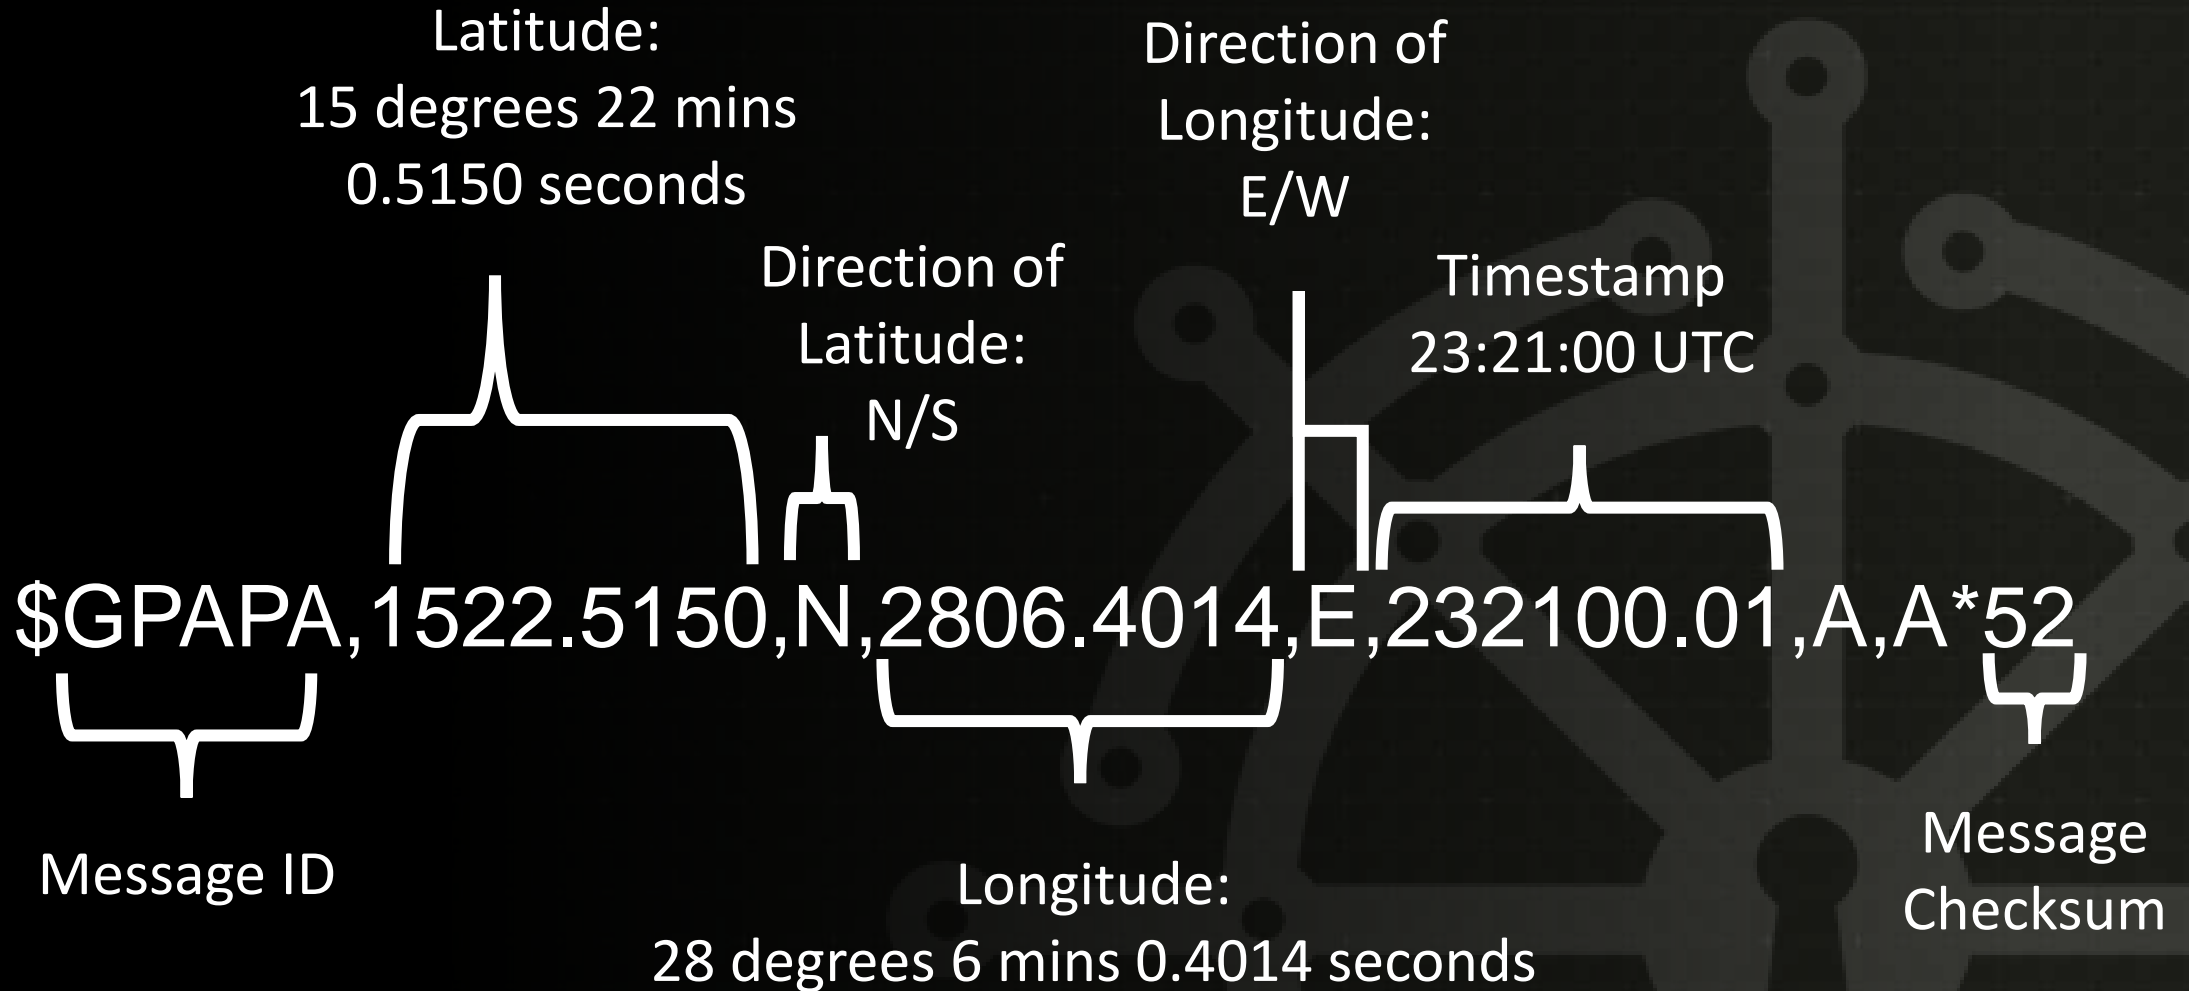 Latitude:
15 degrees 22 mins
0.5150 seconds
Direction of
Latitude:
N/S
Direction of
Longitude:
E/W
Timestamp
23:21:00 UTC
$GPAPA,1522.5150,N,2806.4014,E,232100.01,A,A*52
Message ID
Longitude:
28 degrees 6 mins 0.4014 seconds
Message
Checksum